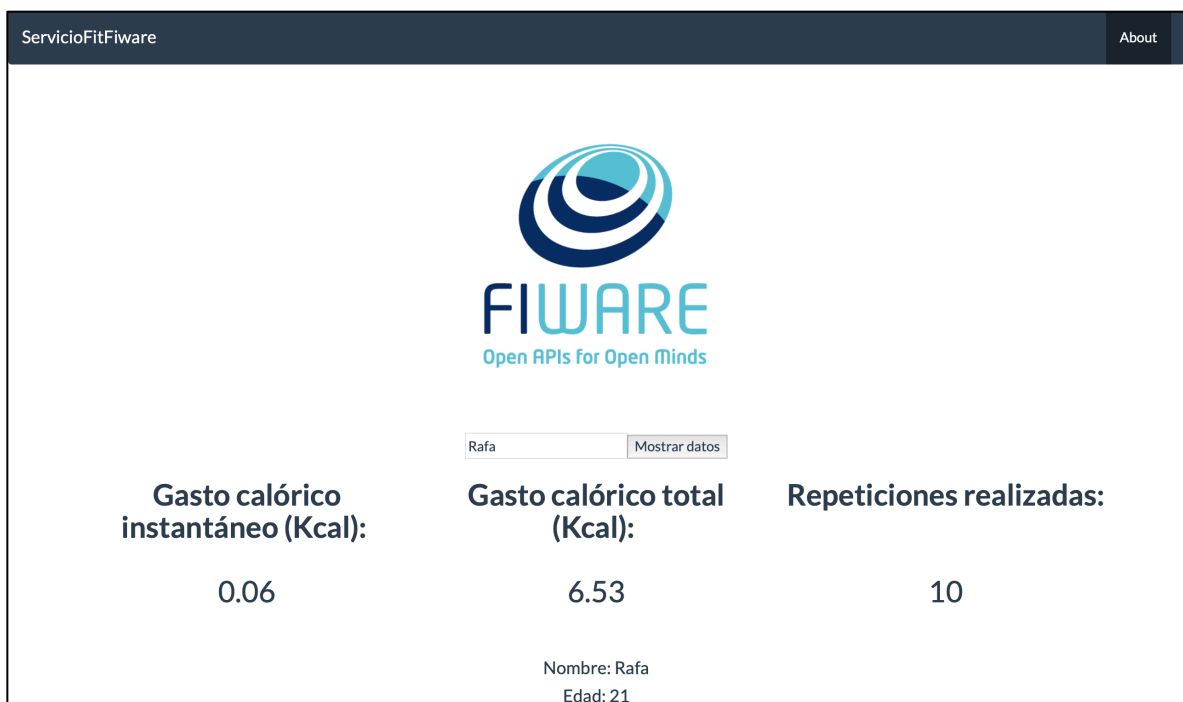 ServicioFitFiware
About
FIWARE
Open APIs for Open Minds
Rafa
Mostrar datos
Gasto calórico
instantáneo (Kcal):
Gasto calórico total
(Kcal):
Repeticiones realizadas:
0.06
6.53
10
Nombre: Rafa
Edad: 21